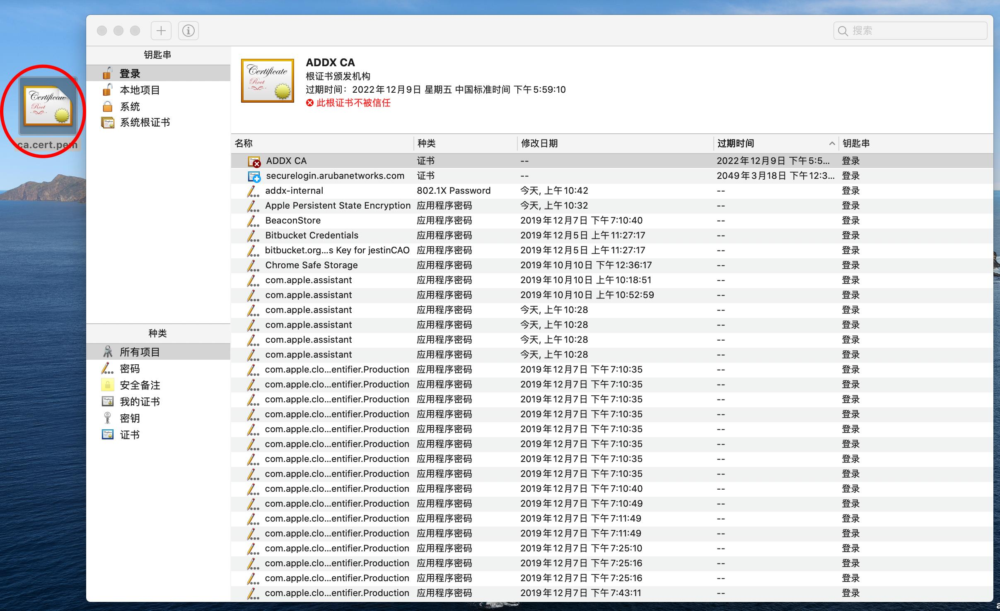 搜索
钥匙串
登录
本地项目
系统
系统根证书
ca.cert.pem
Certificate
Root
Certificate
Root
ADDX CA
根证书颁发机构
过期时间：2022年12月9日 星期五 中国标准时间 下午5:59:10
此根证书不被信任
名称 种类 修改日期 过期时间 钥匙串
ADDX CA 证书 -- 2022年12月9日 下午5:5... 登录
securelogin.arubanetworks.com 证书 -- 2049年3月18日 下午12:3... 登录
addx-internal 802.1X Password 今天, 上午10:42 -- 登录
Apple Persistent State Encryption 应用程序密码 今天, 上午10:32 -- 登录
BeaconStore 应用程序密码 2019年12月7日 下午7:10:40 -- 登录
Bitbucket Credentials 应用程序密码 2019年12月5日 上午11:27:17 -- 登录
bitbucket.org...s Key for jestinCAO 应用程序密码 2019年12月5日 上午11:27:17 -- 登录
Chrome Safe Storage 应用程序密码 2019年10月10日 下午12:36:17 -- 登录
com.apple.assistant 应用程序密码 2019年10月10日 上午10:18:51 -- 登录
com.apple.assistant 应用程序密码 2019年10月10日 上午10:52:59 -- 登录
com.apple.assistant 应用程序密码 今天, 上午10:28 -- 登录
com.apple.assistant 应用程序密码 今天, 上午10:28 -- 登录
com.apple.assistant 应用程序密码 今天, 上午10:28 -- 登录
com.apple.assistant 应用程序密码 今天, 上午10:28 -- 登录
com.apple.clo...entifier.Production 应用程序密码 2019年12月7日 下午7:10:35 -- 登录
com.apple.clo...entifier.Production 应用程序密码 2019年12月7日 下午7:10:35 -- 登录
com.apple.clo...entifier.Production 应用程序密码 2019年12月7日 下午7:10:35 -- 登录
com.apple.clo...entifier.Production 应用程序密码 2019年12月7日 下午7:10:35 -- 登录
com.apple.clo...entifier.Production 应用程序密码 2019年12月7日 下午7:10:35 -- 登录
com.apple.clo...entifier.Production 应用程序密码 2019年12月7日 下午7:10:35 -- 登录
com.apple.clo...entifier.Production 应用程序密码 2019年12月7日 下午7:10:35 -- 登录
com.apple.clo...entifier.Production 应用程序密码 2019年12月7日 下午7:10:35 -- 登录
com.apple.clo...entifier.Production 应用程序密码 2019年12月7日 下午7:10:40 -- 登录
com.apple.clo...entifier.Production 应用程序密码 2019年12月7日 下午7:10:49 -- 登录
com.apple.clo...entifier.Production 应用程序密码 2019年12月7日 下午7:11:49 -- 登录
com.apple.clo...entifier.Production 应用程序密码 2019年12月7日 下午7:11:49 -- 登录
com.apple.clo...entifier.Production 应用程序密码 2019年12月7日 下午7:25:10 -- 登录
com.apple.clo...entifier.Production 应用程序密码 2019年12月7日 下午7:25:16 -- 登录
com.apple.clo...entifier.Production 应用程序密码 2019年12月7日 下午7:25:16 -- 登录
com.apple.clo...entifier.Production 应用程序密码 2019年12月7日 下午7:43:11 -- 登录
种类
所有项目
密码
安全备注
我的证书
密钥
证书